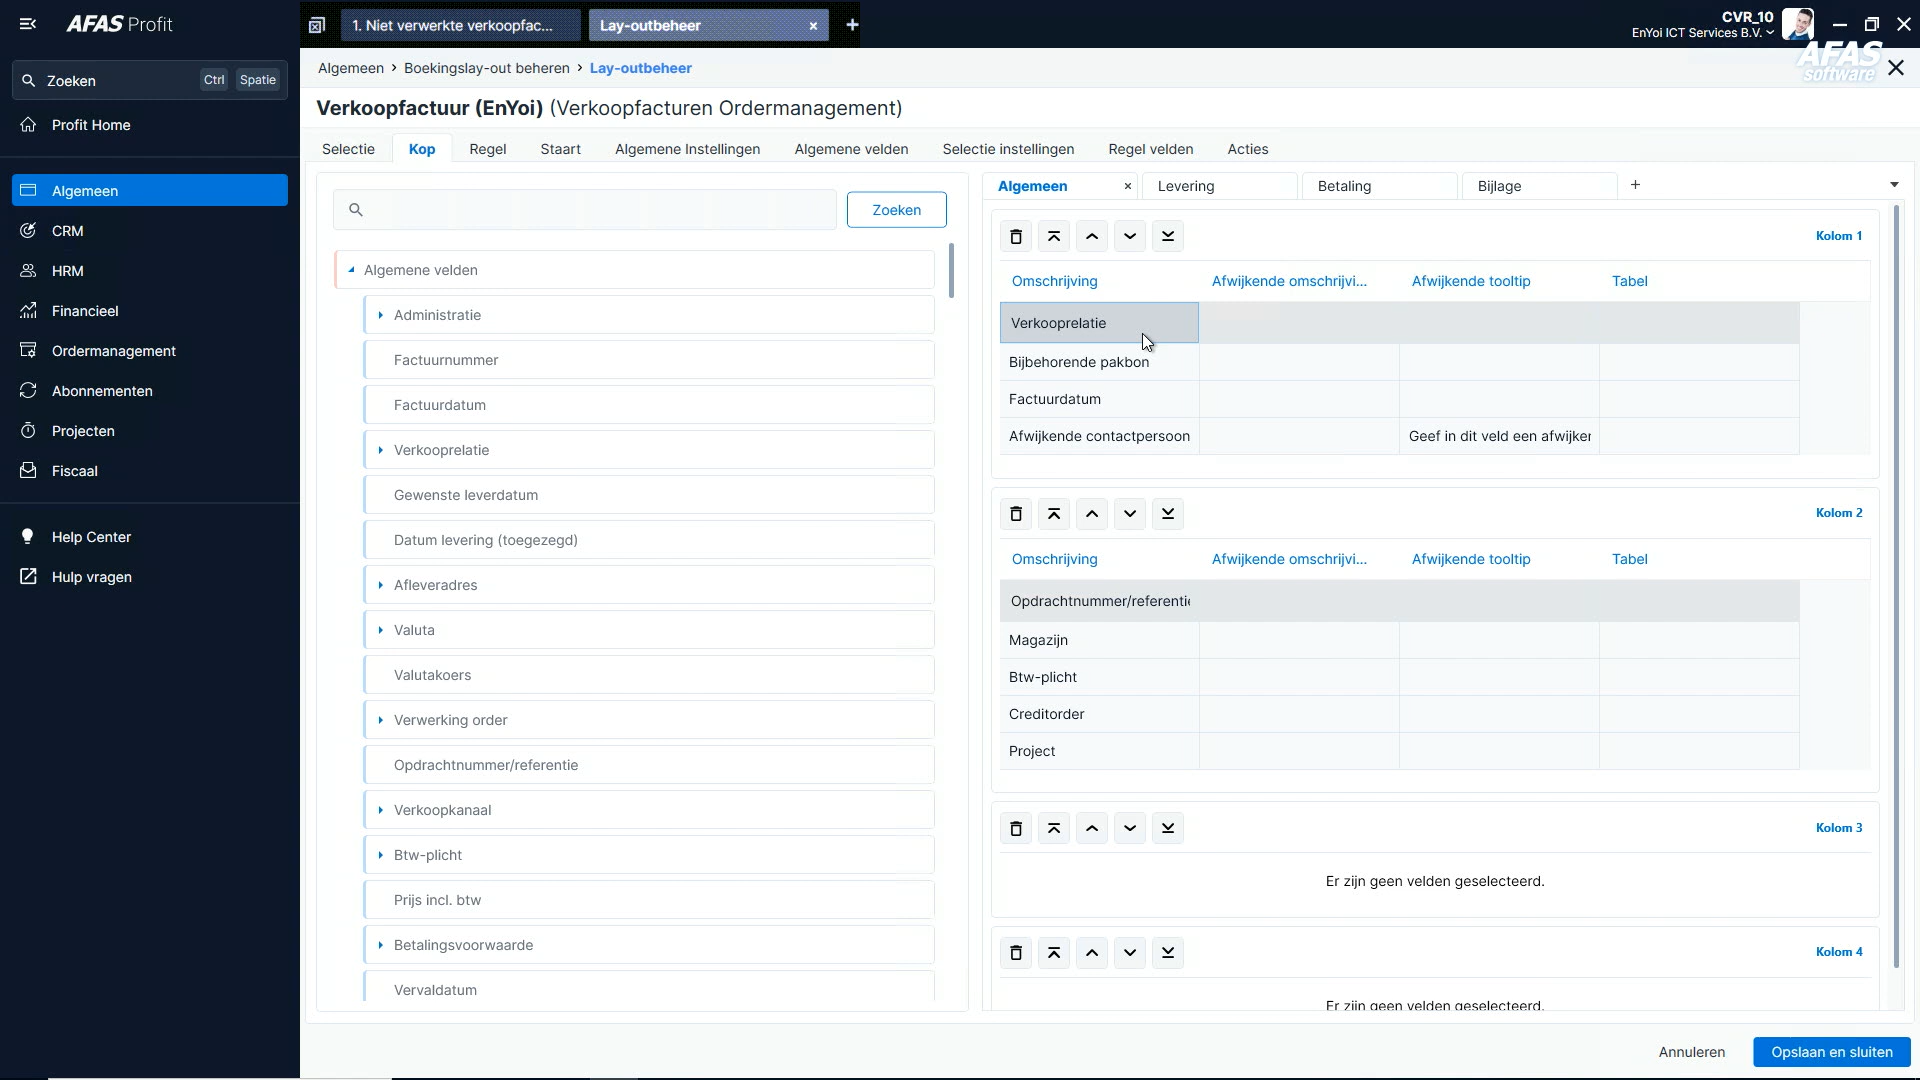 AFAS Profit
1. Niet verwerkte verkoopfac...
Lay-outbeheer
CVR_10
EnYoi ICT Services B.V.
AFAS
software
Zoeken
Ctrl
Spatie
Profit Home
Algemeen
CRM
HRM
Financieel
Ordermanagement
Abonnementen
Projecten
Fiscaal
Help Center
Hulp vragen
Algemeen > Boekingslay-out beheren > Lay-outbeheer
Verkoopfactuur (EnYoi) (Verkoopfacturen Ordermanagement)
Selectie
Kop
Regel
Staart
Algemene Instellingen
Algemene velden
Selectie instellingen
Regel velden
Acties
Zoeken
Algemene velden
Administratie
Factuurnummer
Factuurdatum
Verkooprelatie
Gewenste leverdatum
Datum levering (toegezegd)
Afleveradres
Valuta
Valutakoers
Verwerking order
Opdrachtnummer/referentie
Verkoopkanaal
Btw-plicht
Prijs incl. btw
Betalingsvoorwaarde
Vervaldatum
Algemeen
Levering
Betaling
Bijlage
Kolom 1
Omschrijving
Afwijkende omschrijvi...
Afwijkende tooltip
Tabel
Verkooprelatie
Bijbehorende pakbon
Factuurdatum
Afwijkende contactpersoon
Geef in dit veld een afwijker
Kolom 2
Omschrijving
Afwijkende omschrijvi...
Afwijkende tooltip
Tabel
Opdrachtnummer/referentie
Magazijn
Btw-plicht
Creditorder
Project
Kolom 3
Er zijn geen velden geselecteerd.
Kolom 4
Er zijn geen velden geselecteerd.
Annuleren
Opslaan en sluiten